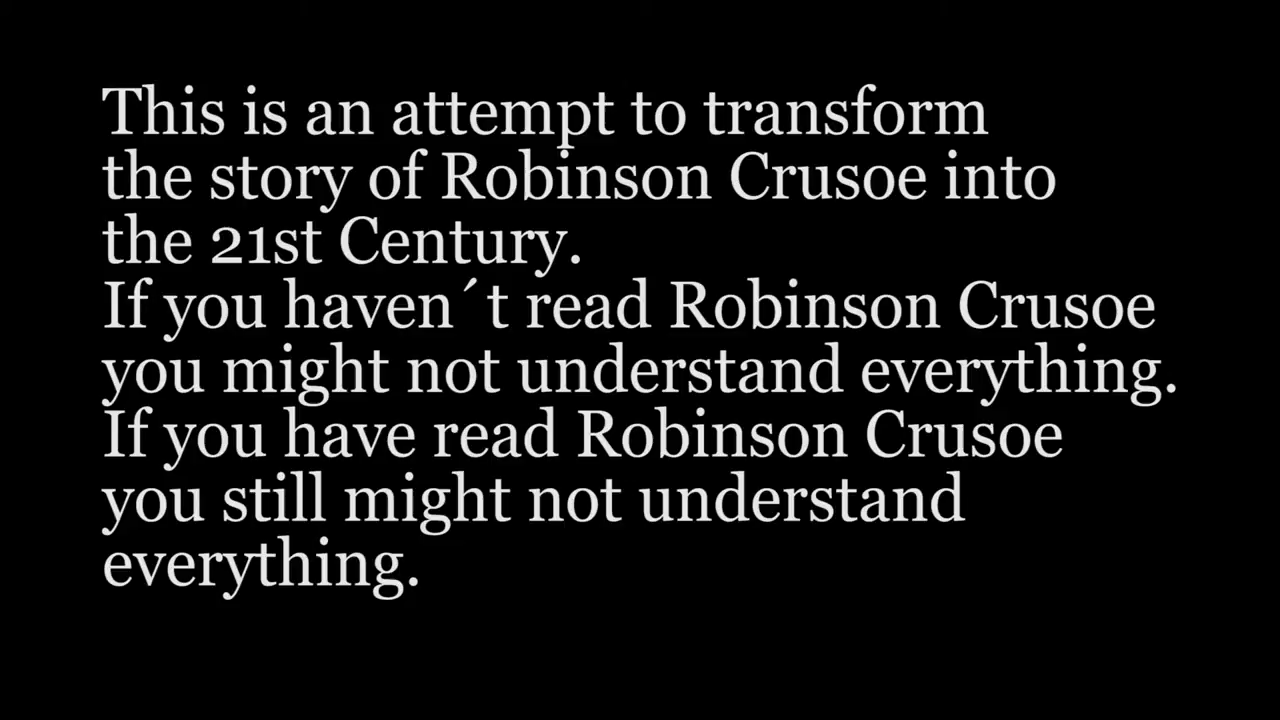 This is an attempt to transform
the story of Robinson Crusoe into
the 21st Century.
If you haven´t read Robinson Crusoe
you might not understand everything.
If you have read Robinson Crusoe
you still might not understand
everything.